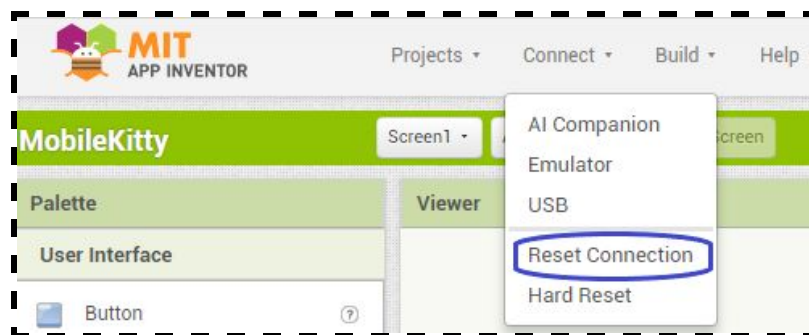 MIT
APP INVENTOR
Projects Connect Build Help
MobileKitty
Screen1
Screen
AI Companion
Emulator
USB
Reset Connection
Hard Reset
Palette
Viewer
User Interface
Button
?